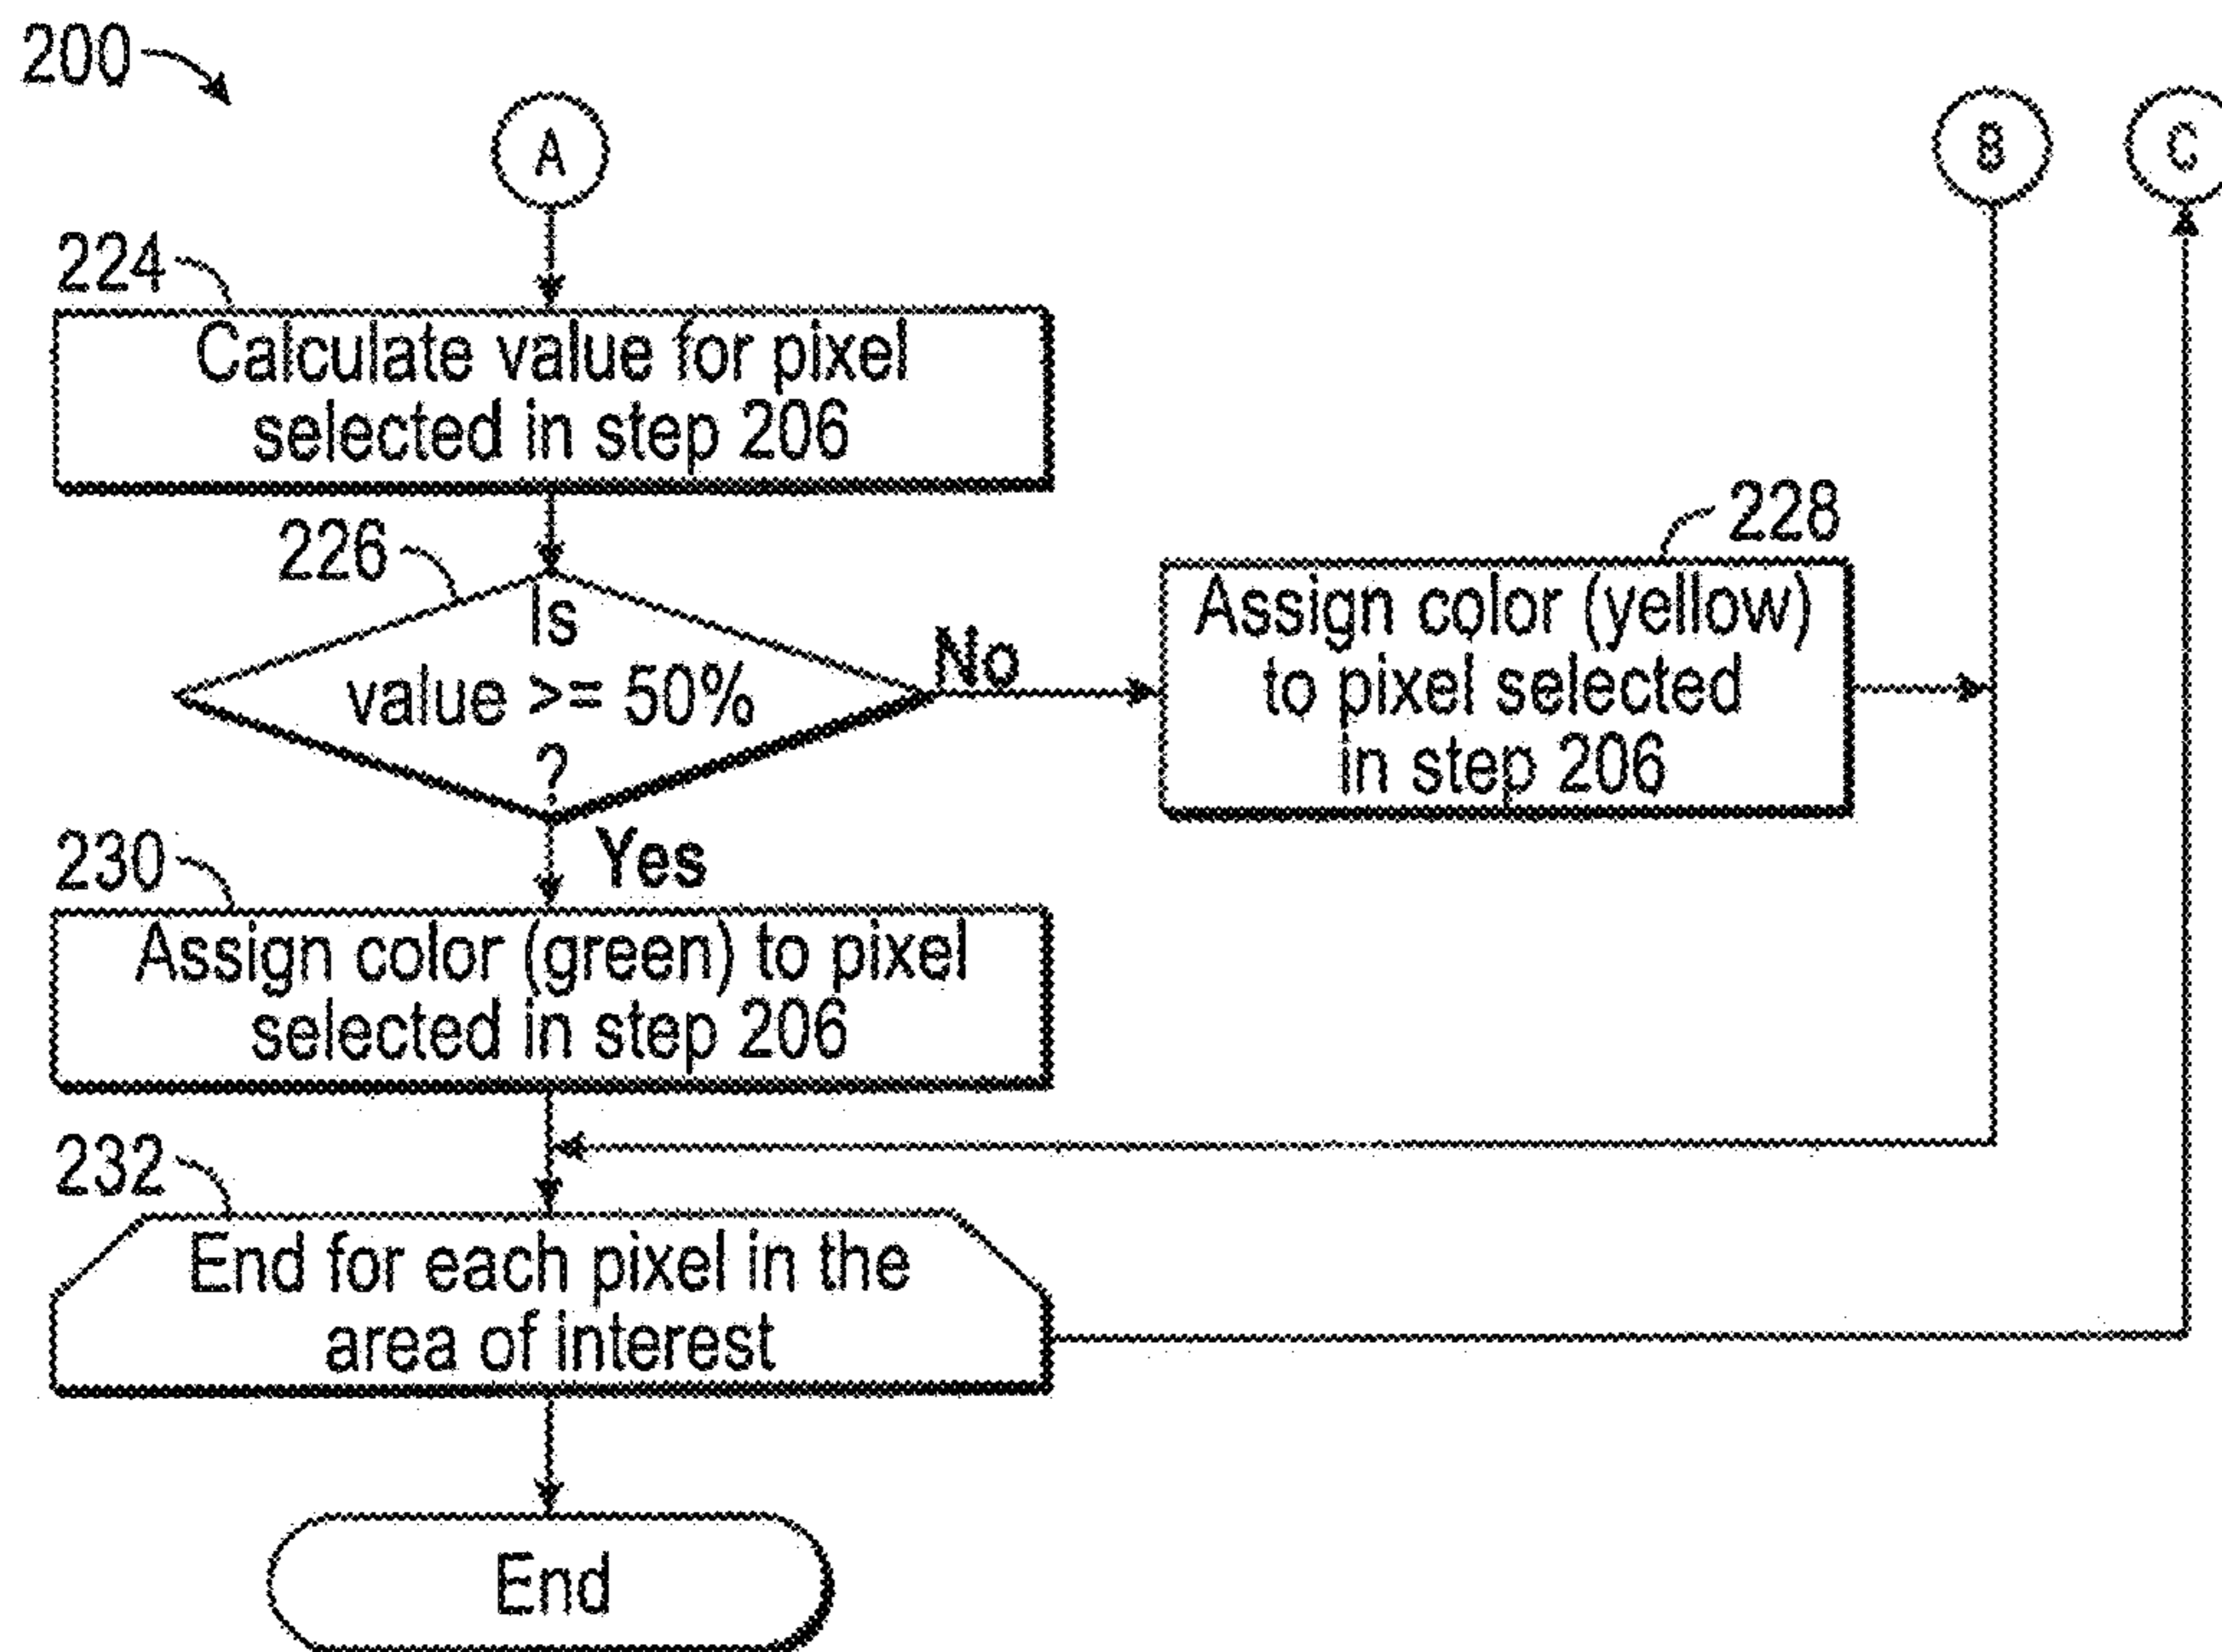 200
A
B
C
224
Calculate value for pixel
selected in step 206
226
Is
value >= 50%
?
No
228
Assign color (yellow)
to pixel selected
in step 206
Yes
230
Assign color (green) to pixel
selected in step 206
232
End for each pixel in the
area of interest
End